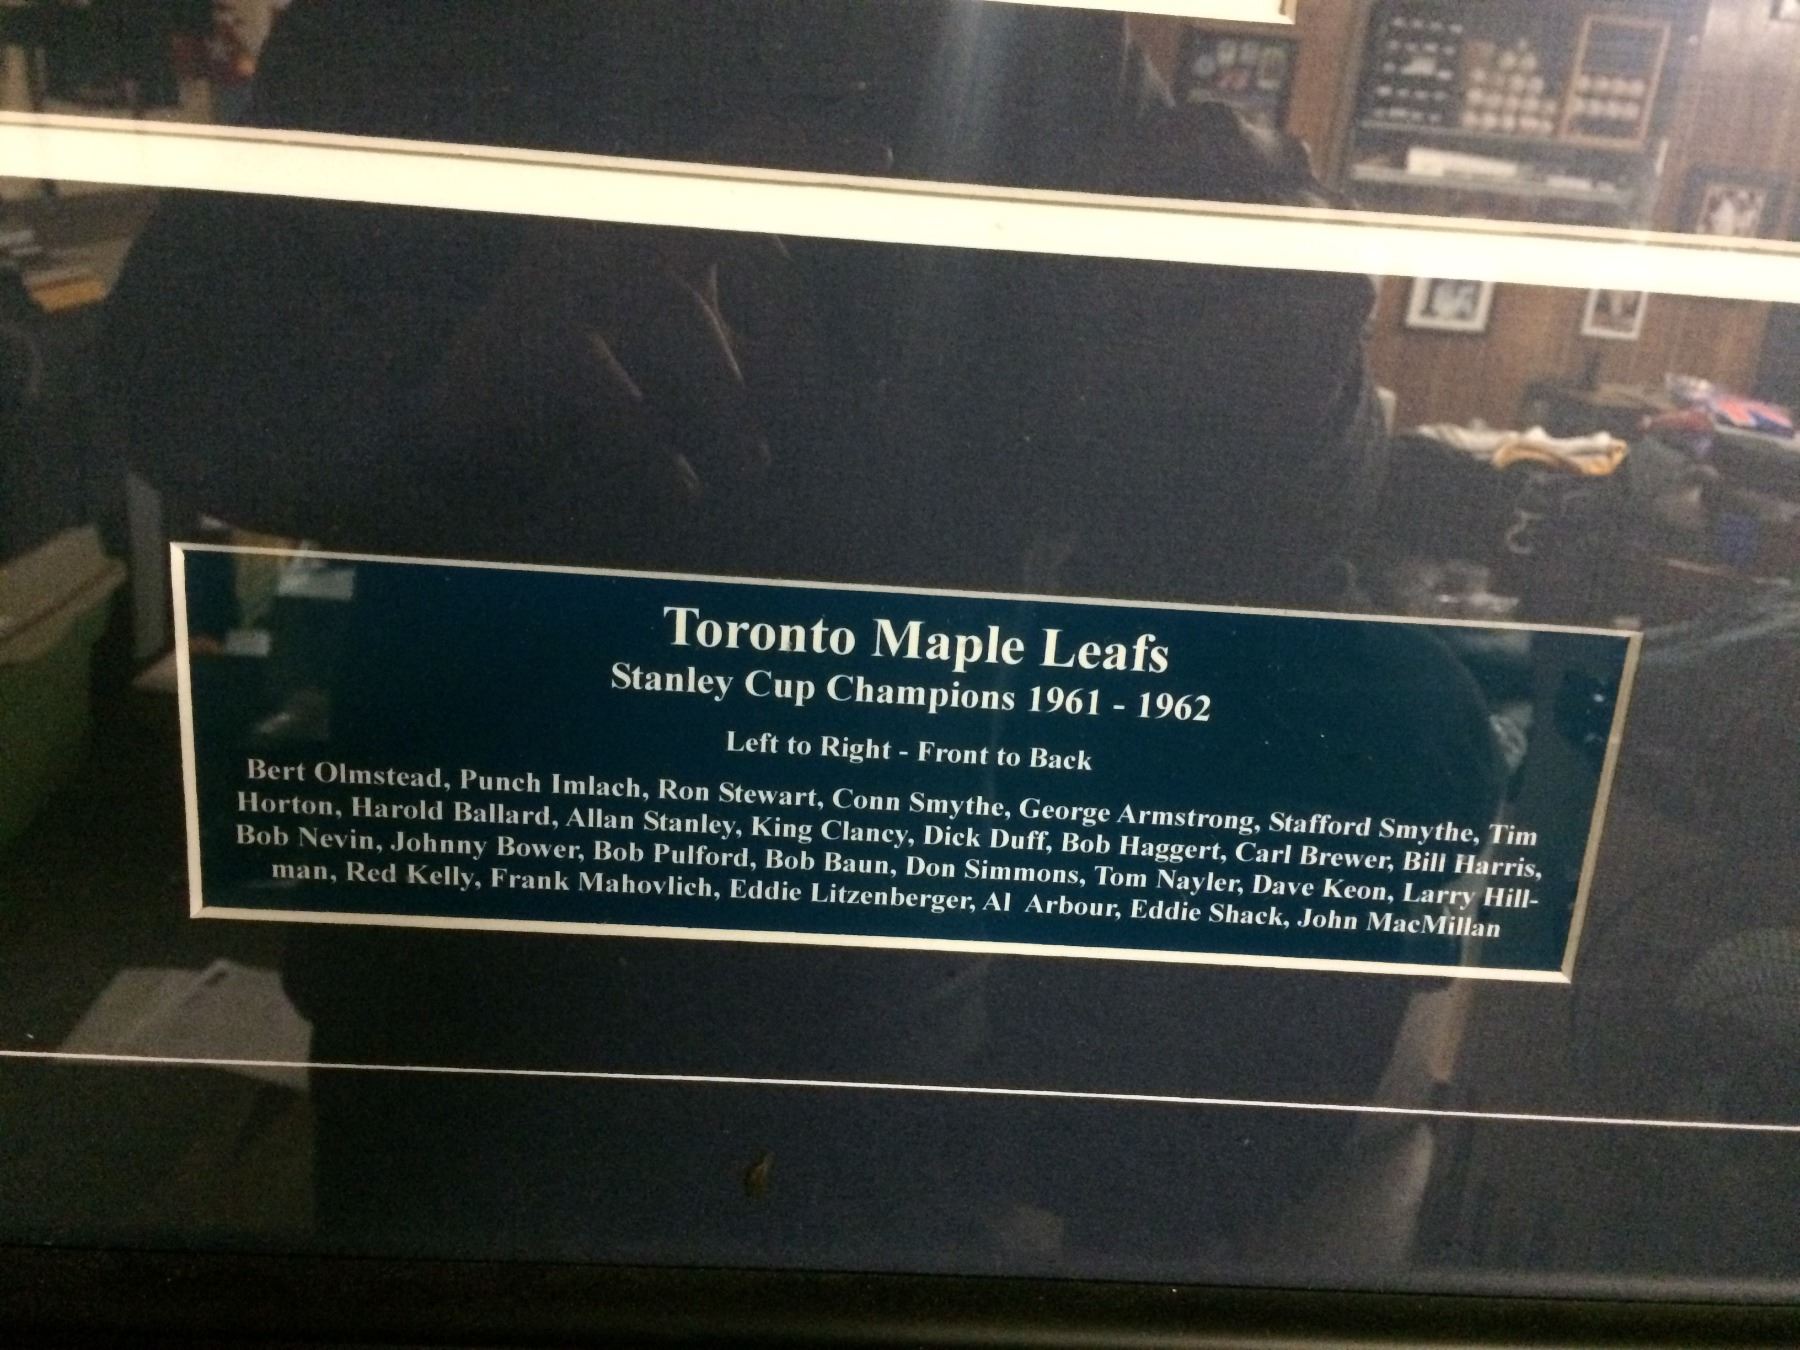 Toronto Maple Leafs
Stanley Cup Champions 1961 - 1962
Left to Right - Front to Back
Bert Olmstead, Punch Imlach, Ron Stewart, Conn Smythe, George Armstrong, Stafford Smythe, Tim
Horton, Harold Ballard, Allan Stanley, King Clancy, Dick Duff, Bob Haggert, Carl Brewer, Bill Harris,
Bob Nevin, Johnny Bower, Bob Pulford, Bob Baun, Don Simmons, Tom Nayler, Dave Keon, Larry Hill-
man, Red Kelly, Frank Mahovlich, Eddie Litzenberger, Al Arbour, Eddie Shack, John MacMillan